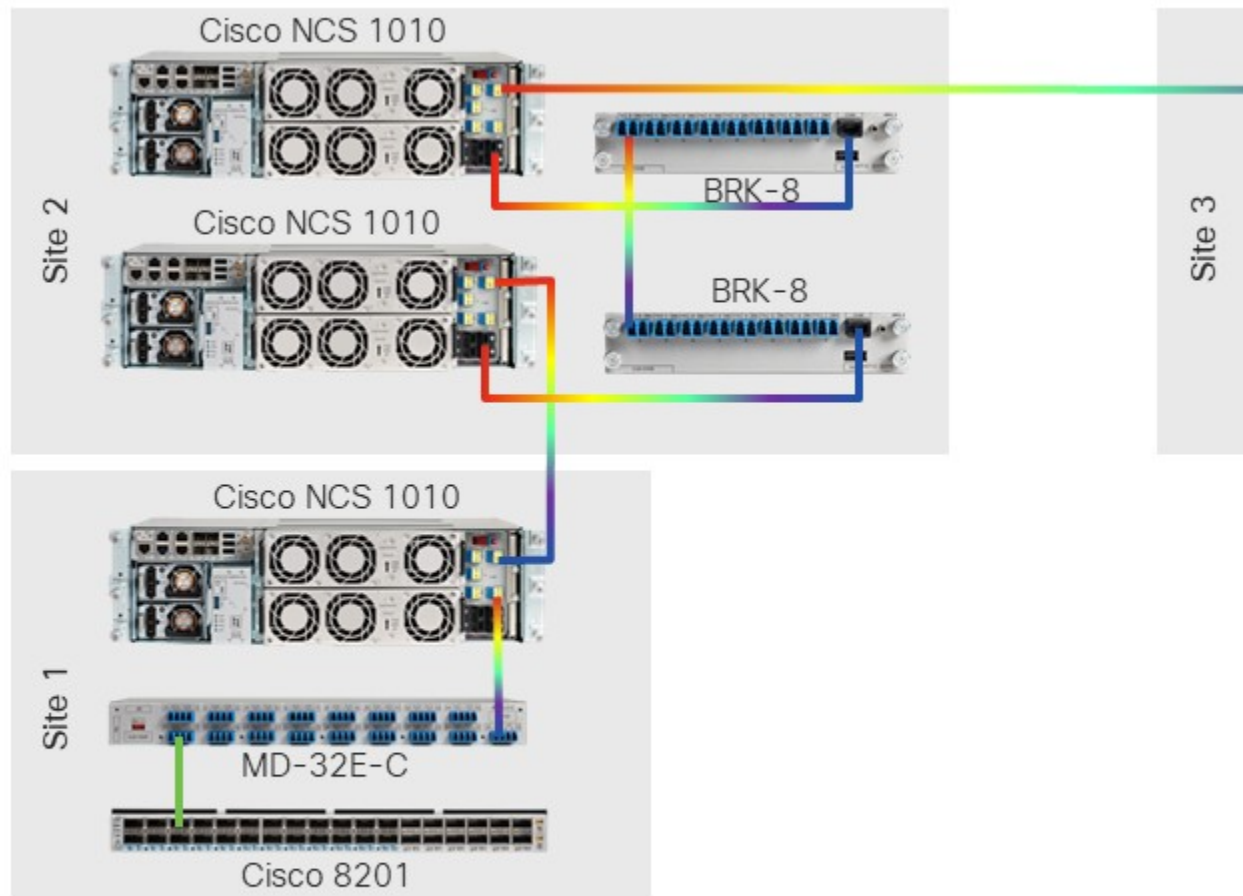 Cisco NCS 1010
BRK-8
Site 2
Cisco NCS 1010
BRK-8
Site 3
Cisco NCS 1010
Site 1
MD-32E-C
Cisco 8201